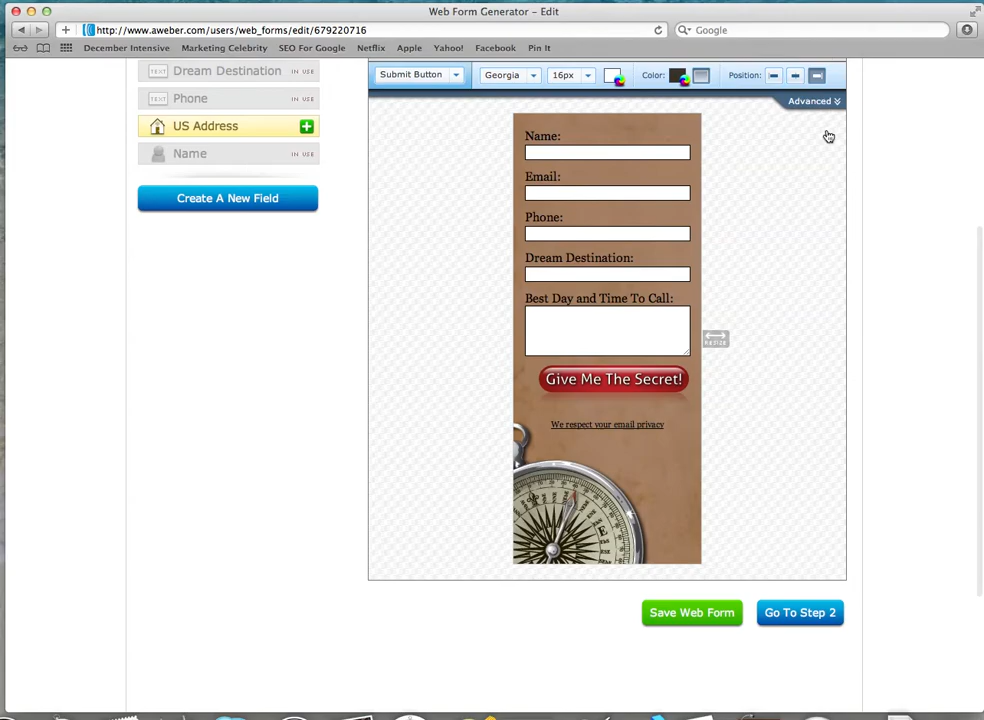 Web Form Generator - Edit
http://www.aweber.com/users/web_forms/edit/679220716
Google
December Intensive
Marketing Celebrity
SEO For Google
Netflix
Apple
Yahoo!
Facebook
Pin It
TEXT Dream Destination IN USE
TEXT Phone IN USE
US Address
Name IN USE
Create A New Field
Submit Button
Georgia
16px
Color:
Position:
Advanced
Name:
Email:
Phone:
Dream Destination:
Best Day and Time To Call:
RESIZE
Give Me The Secret!
We respect your email privacy
E
Save Web Form
Go To Step 2